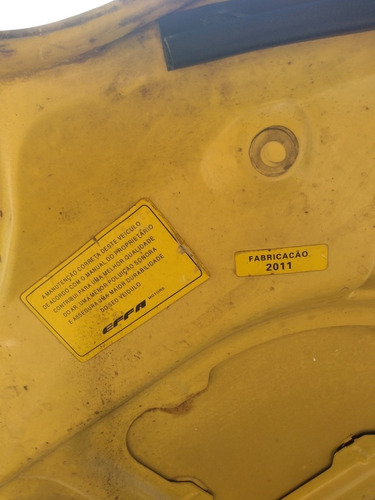 A MANUTENÇÃO CORRETA DESTE VEÍCULO
DE ACORDO COM O MANUAL DO PROPRIETÁRIO
CONTRIBUI PARA UMA MELHOR QUALIDADE
DO AR, UMA MENOR POLUIÇÃO SONORA
E ASSEGURA UMA MAIOR DURABILIDADE
DO SEU VEÍCULO
EFFA MOTORS
FABRICAÇÃO
2011